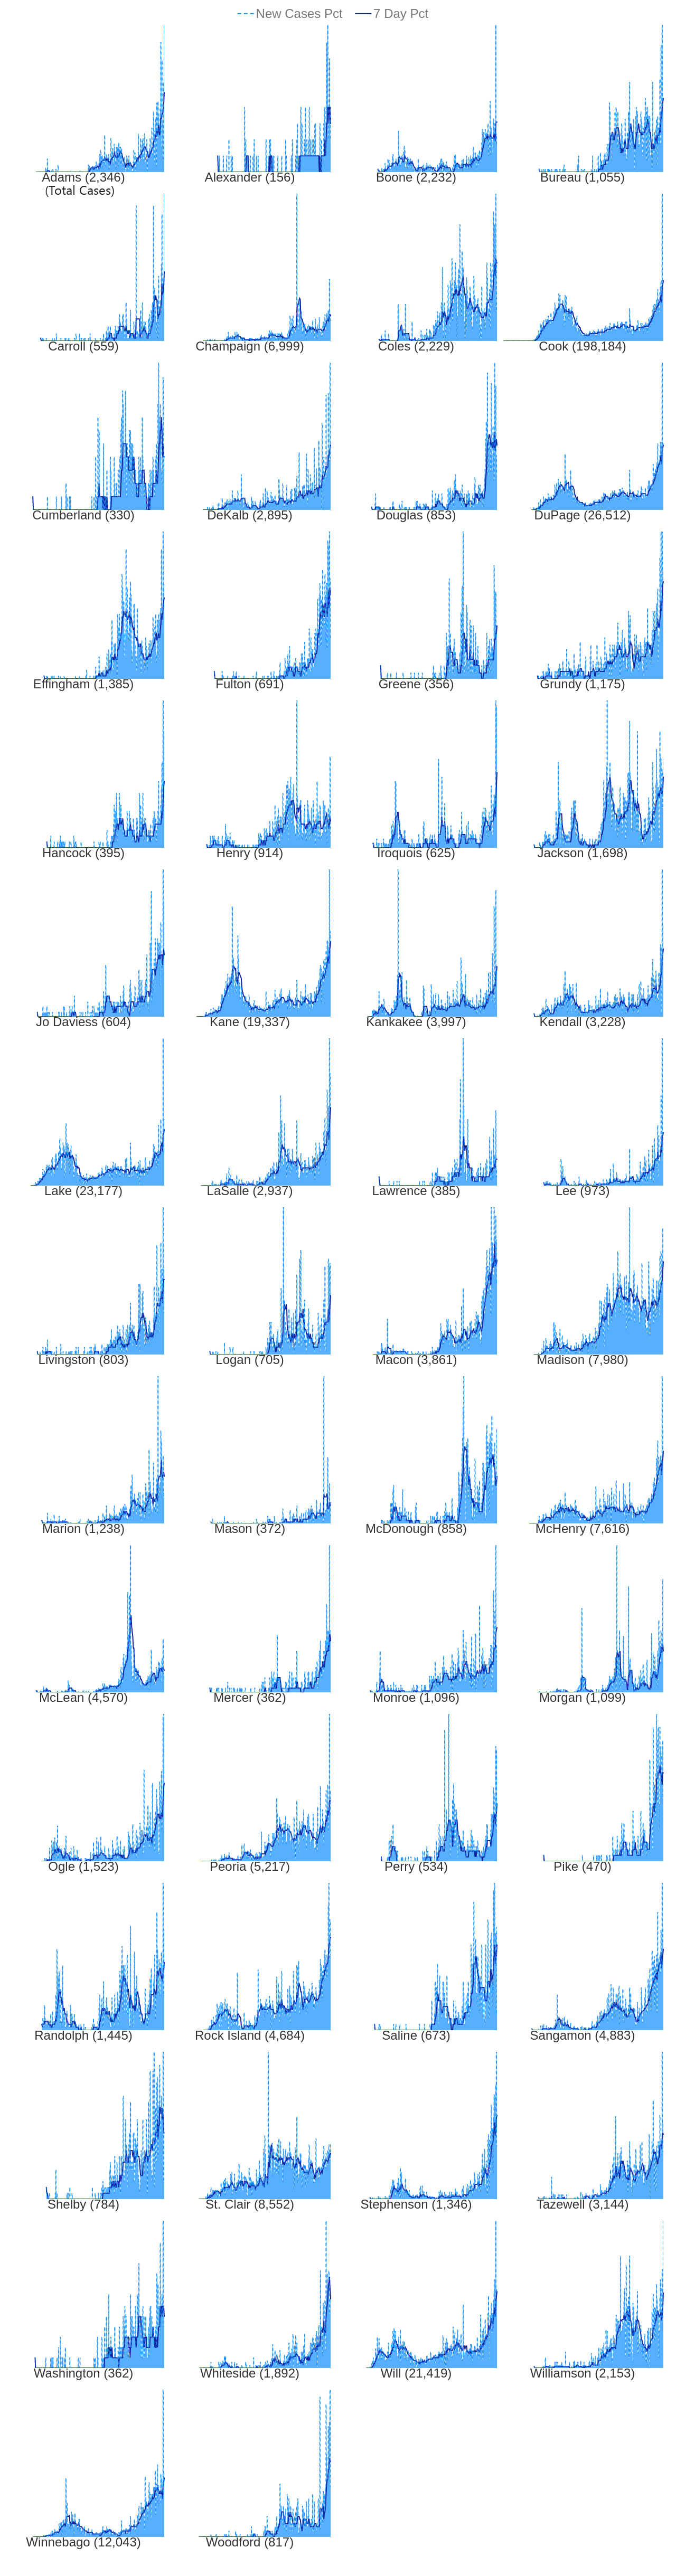 New Cases Pct 7 Day Pct
Adams (2,346) Alexander (156) Boone (2,232) Bureau (1,055)
(Total Cases)
Carroll (559) Champaign (6,999) Coles (2,229) Cook (198,184)
Cumberland (330) DeKalb (2,895) Douglas (853) DuPage (26,512)
Effingham (1,385) Fulton (691) Greene (356) Grundy (1,175)
Hancock (395) Henry (914) Iroquois (625) Jackson (1,698)
Jo Daviess (604) Kane (19,337) Kankakee (3,997) Kendall (3,228)
Lake (23,177) LaSalle (2,937) Lawrence (385) Lee (973)
Livingston (803) Logan (705) Macon (3,861) Madison (7,980)
Marion (1,238) Mason (372) McDonough (858) McHenry (7,616)
McLean (4,570) Mercer (362) Monroe (1,096) Morgan (1,099)
Ogle (1,523) Peoria (5,217) Perry (534) Pike (470)
Randolph (1,445) Rock Island (4,684) Saline (673) Sangamon (4,883)
Shelby (784) St. Clair (8,552) Stephenson (1,346) Tazewell (3,144)
Washington (362) Whiteside (1,892) Will (21,419) Williamson (2,153)
Winnebago (12,043) Woodford (817)